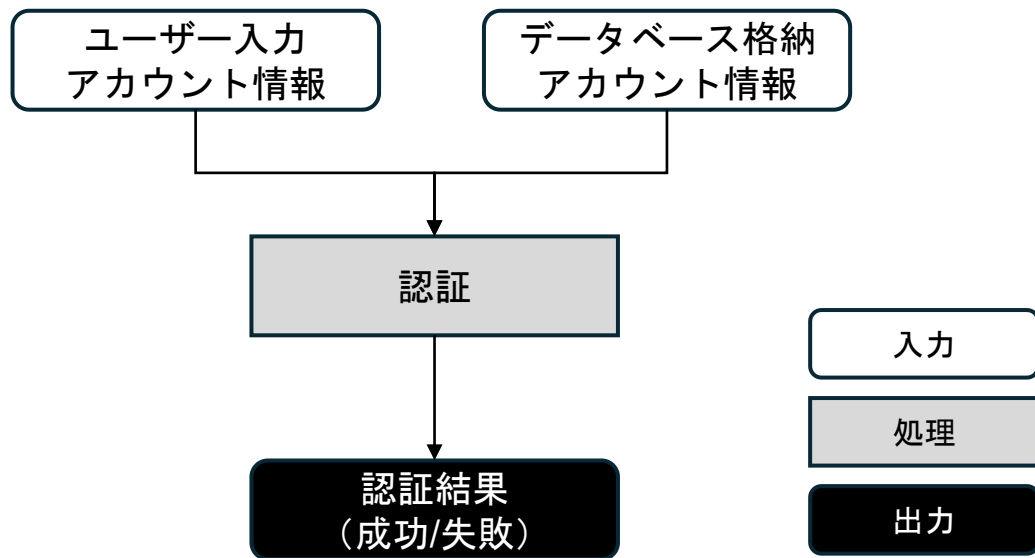 ユーザー入力
アカウント情報
データベース格納
アカウント情報
認証
認証結果
（成功/失敗）
入力
処理
出力